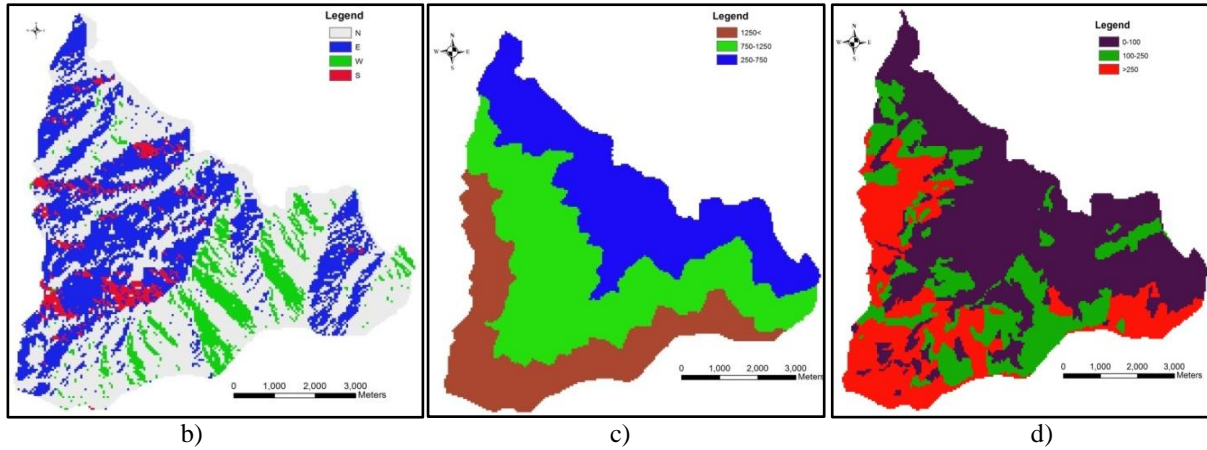 Legend
N
E
W
S
0 1,000 2,000 3,000
Meters
b)
N
W E
S
Legend
1250<
750-1250
250-750
0 1,000 2,000 3,000
Meters
c)
N
W E
S
Legend
0-100
100-250
>250
0 1,000 2,000 3,000
Meters
d)